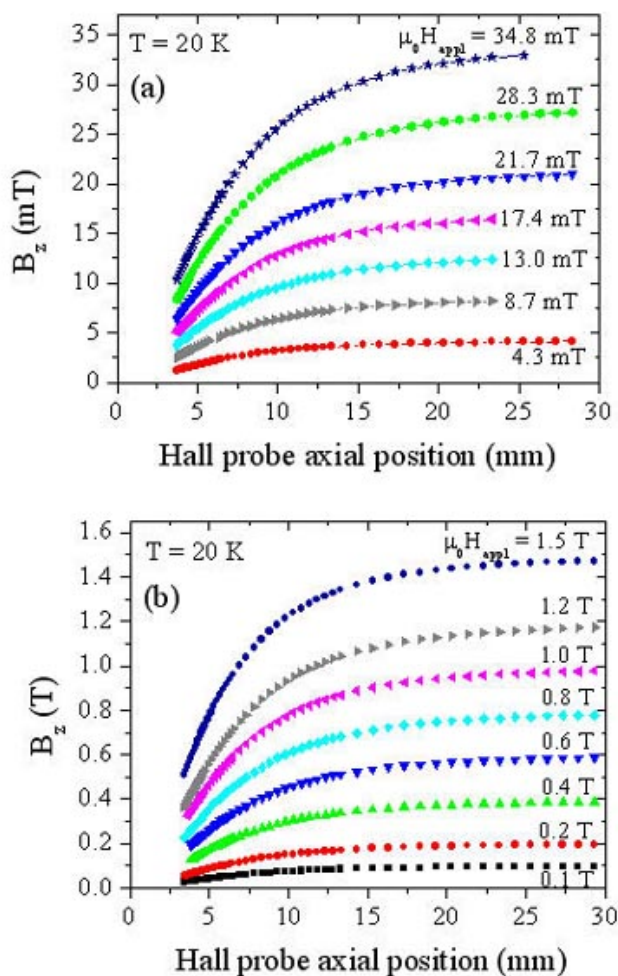 T = 20 K
μ₀Hₐₚₚₗ = 34.8 mT
(a)
28.3 mT
21.7 mT
17.4 mT
13.0 mT
8.7 mT
4.3 mT
35
30
25
20
15
10
5
0
B_z (mT)
0 5 10 15 20 25 30
Hall probe axial position (mm)
T = 20 K
μ₀Hₐₚₚₗ = 1.5 T
(b)
1.2 T
1.0 T
0.8 T
0.6 T
0.4 T
0.2 T
0.1 T
1.6
1.4
1.2
1.0
0.8
0.6
0.4
0.2
0.0
B_z (T)
0 5 10 15 20 25 30
Hall probe axial position (mm)